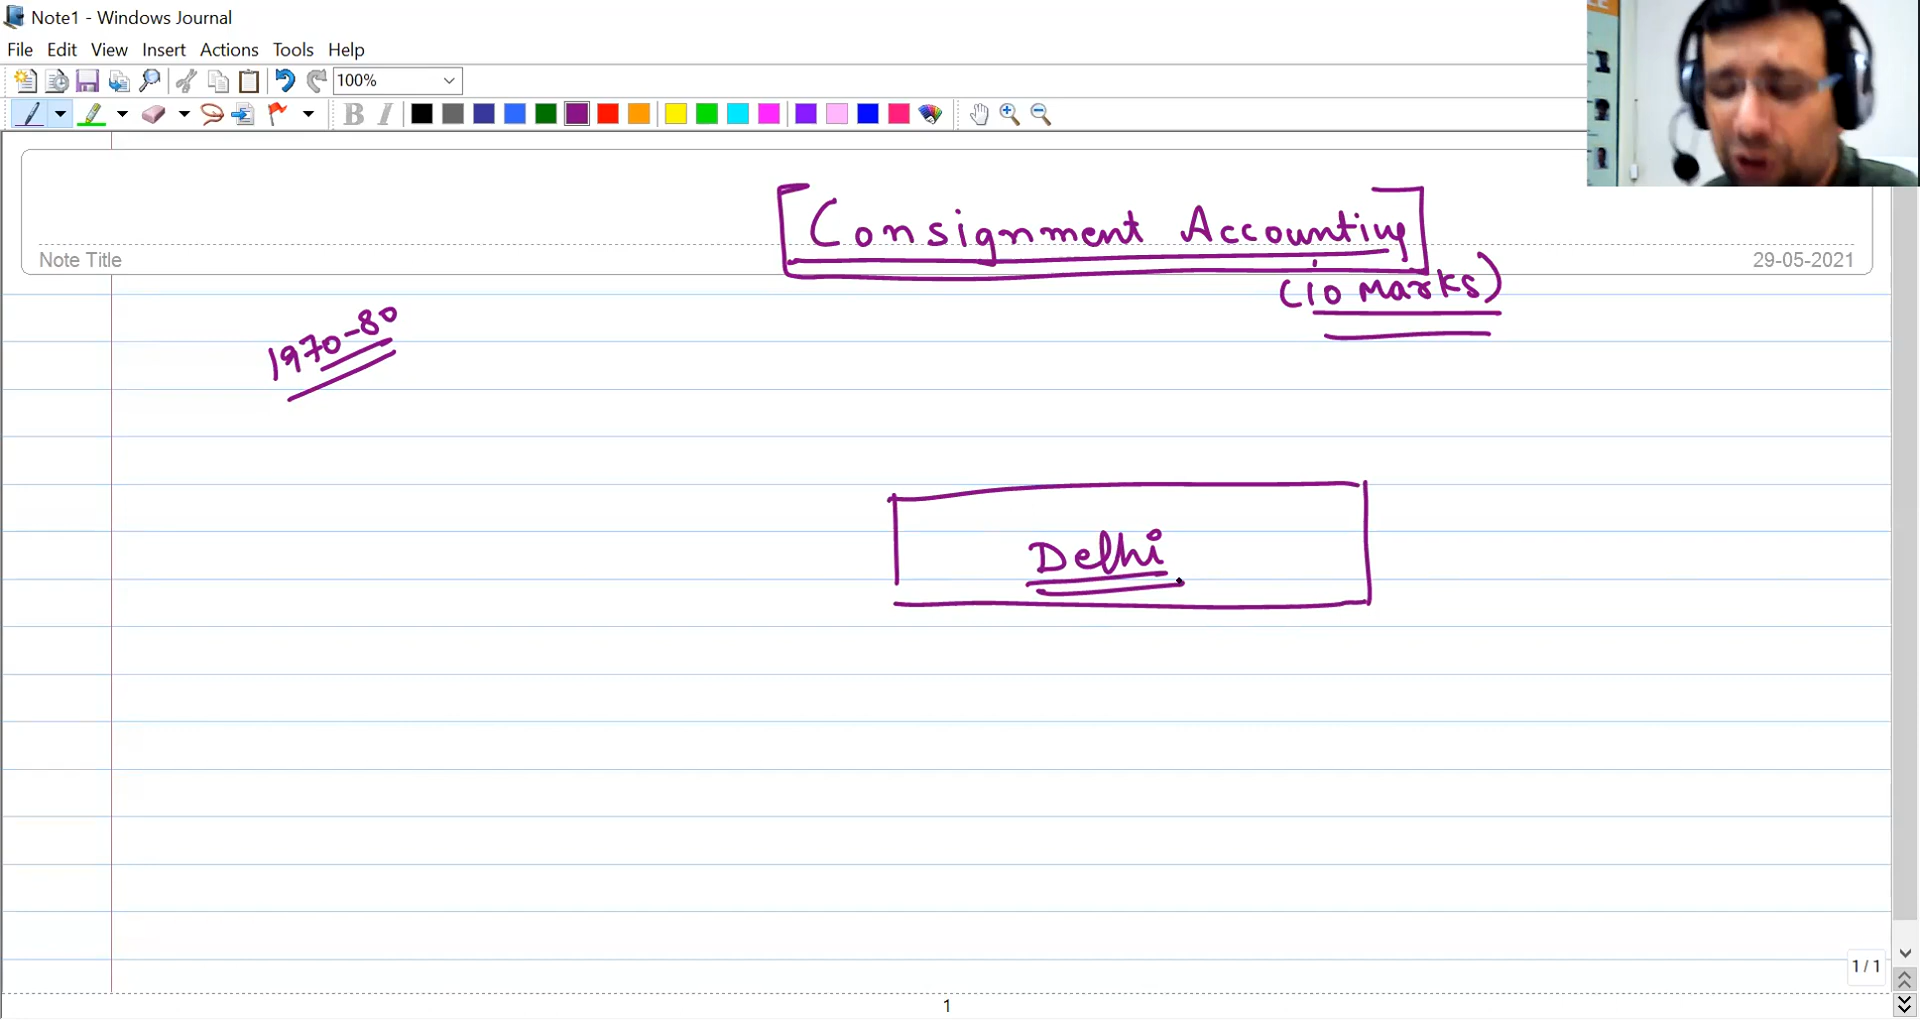 Note1 - Windows Journal
File Edit View Insert Actions Tools Help
100%
B I
Consignment Accounting
Note Title
29-05-2021
(10 Marks)
1970-80
Delhi
1 / 1
1